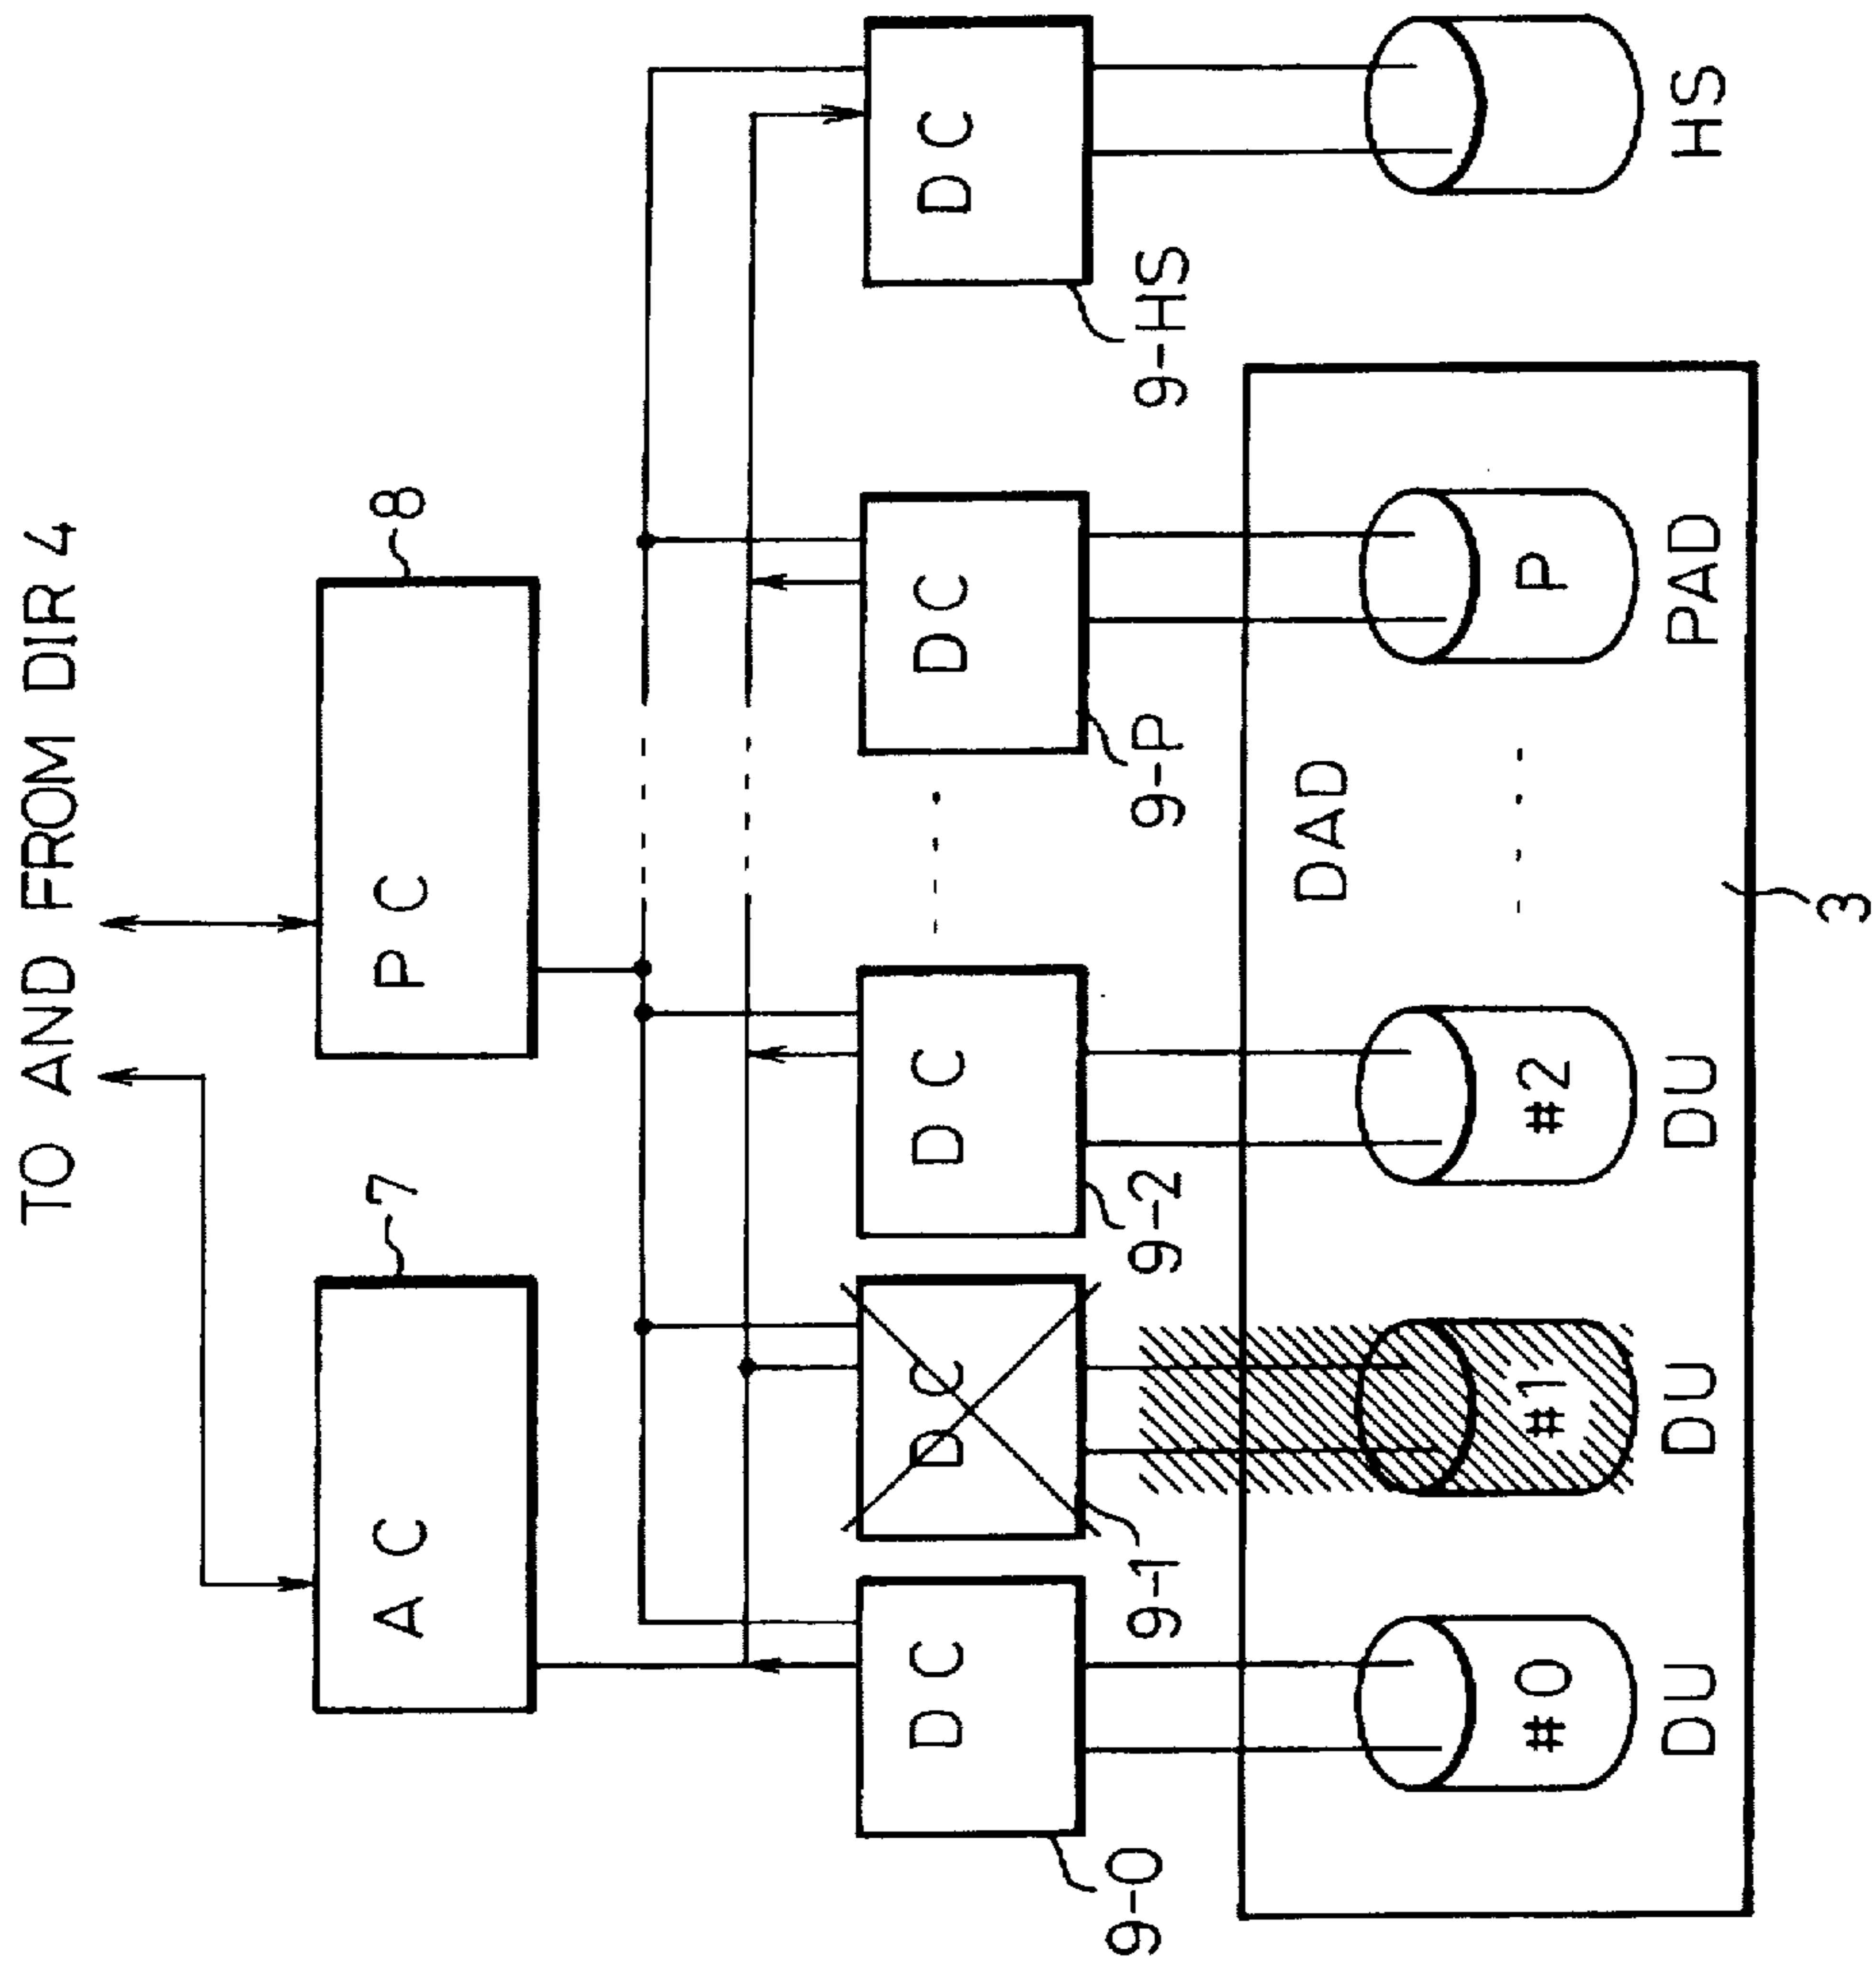 TO AND FROM DIR 4
7
8
AC
PC
DC
DC
DC
DC
DC
9-0
9-1
9-2
9-P
9-HS
DAD
#0
#1
#2
P
DU
DU
DU
PAD
HS
3